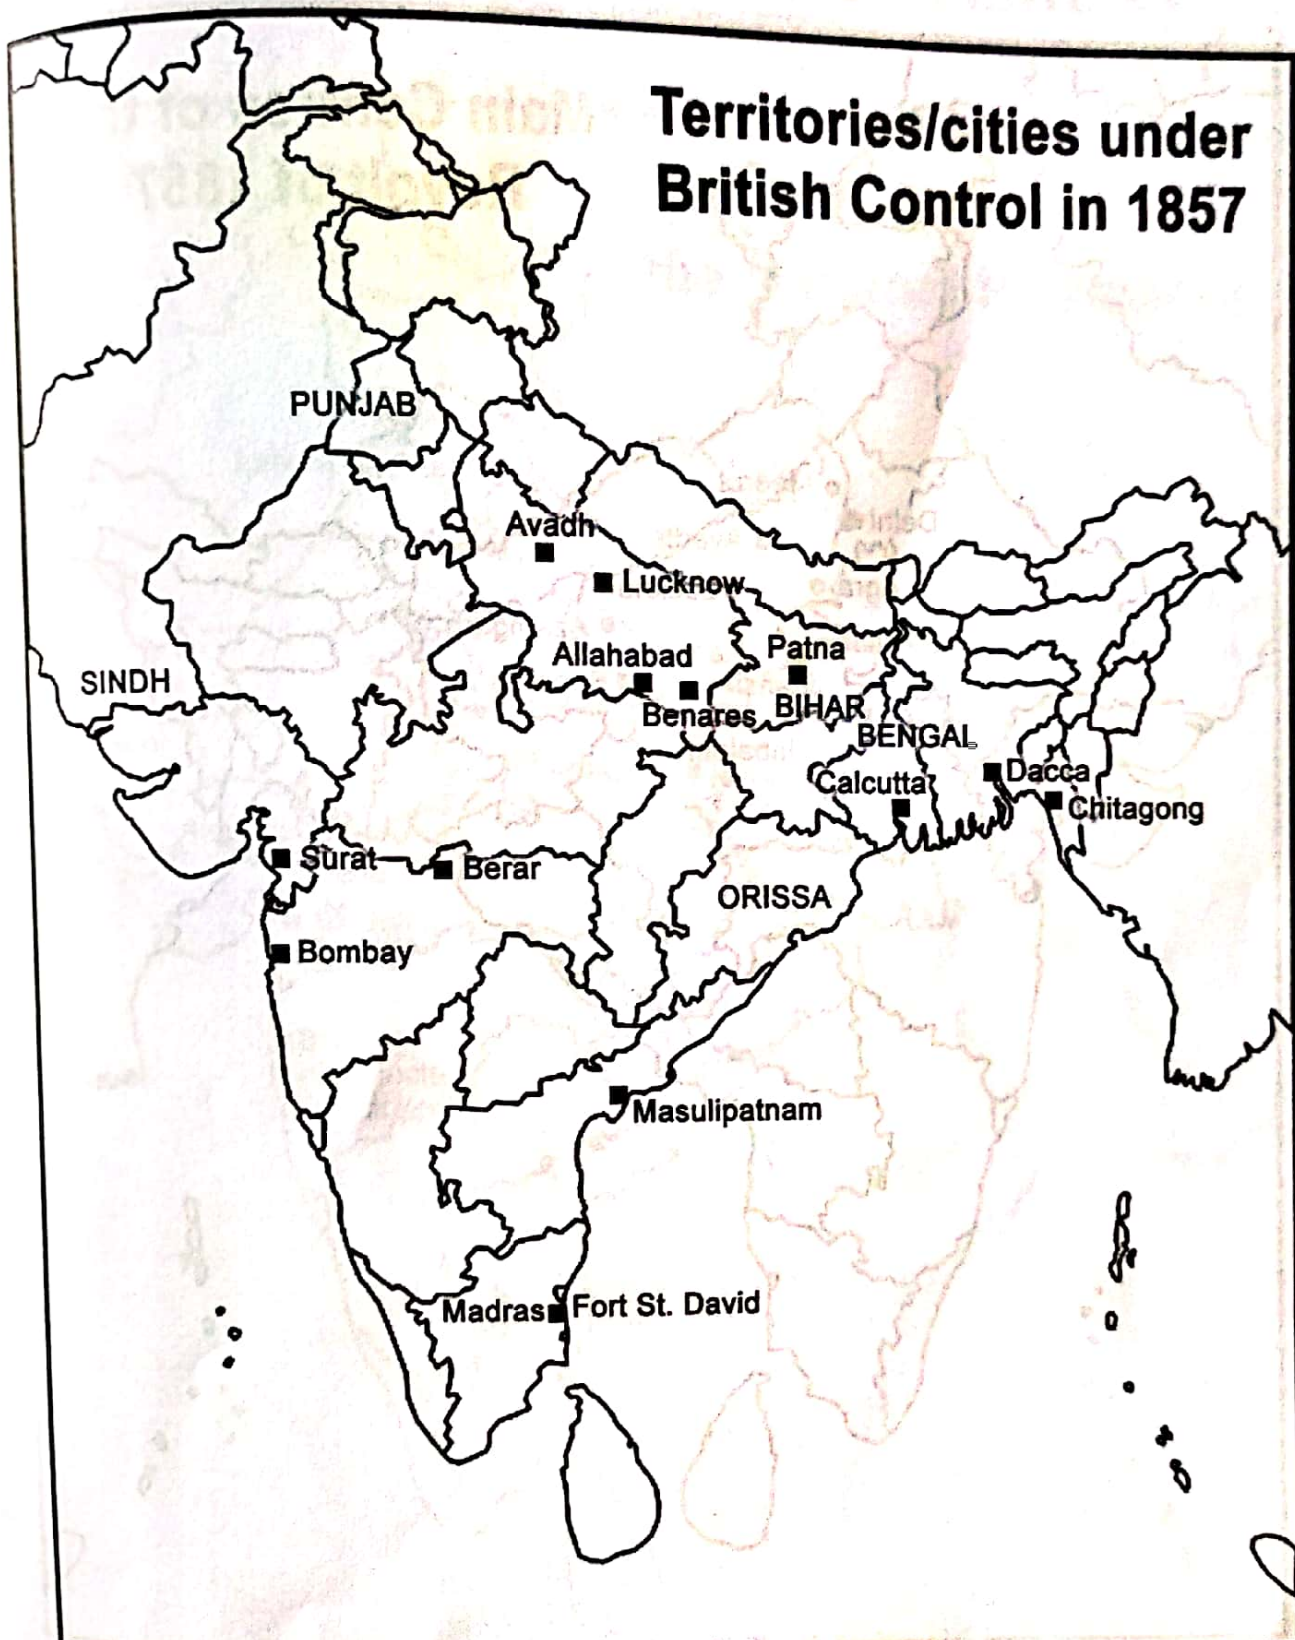 Territories/cities under
British Control in 1857
PUNJAB
Avadh
Lucknow
Allahabad
Patna
SINDH
Benares
BIHAR
BENGAL
Dacca
Calcutta
Chitagong
Surat
Berar
ORISSA
Bombay
Masulipatnam
Madras
Fort St. David